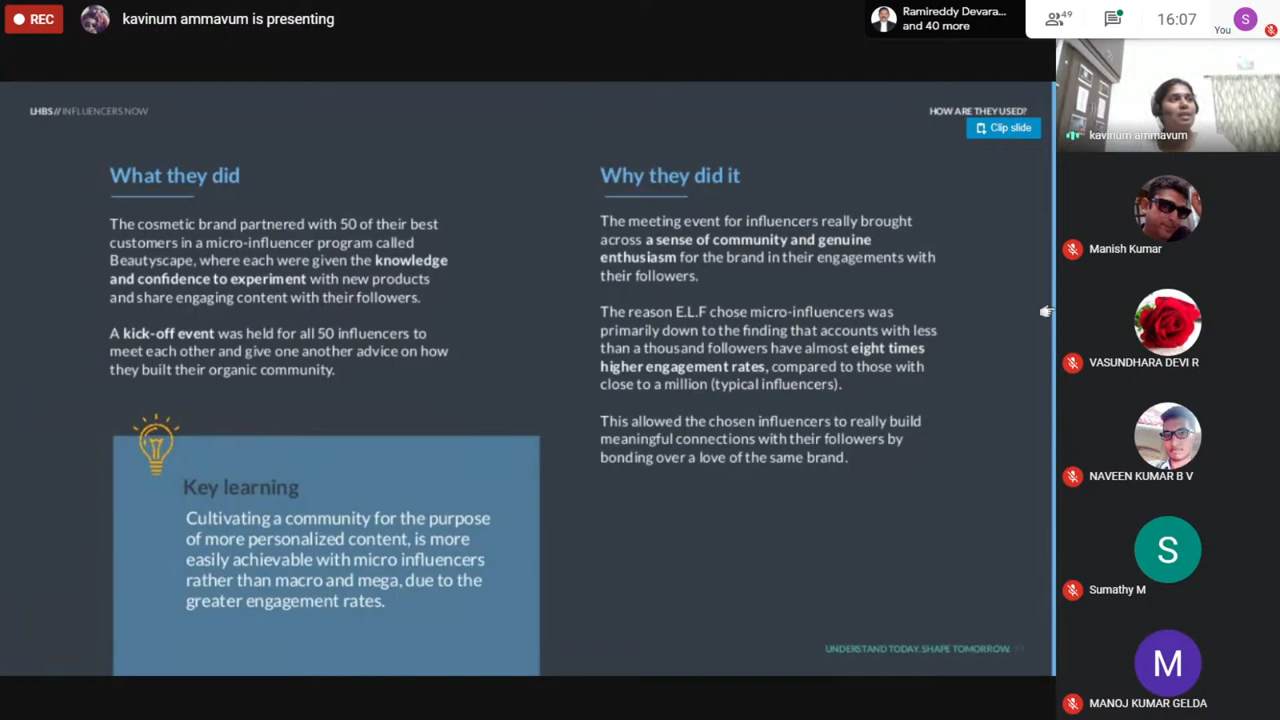 REC
kavinum ammavum is presenting
Ramireddy Devara...
and 40 more
49
16:07
You
S
LHBS// INFLUENCERS NOW
HOW ARE THEY USED?
Clip slide
What they did
The cosmetic brand partnered with 50 of their best
customers in a micro-influencer program called
Beautyscape, where each were given the knowledge
and confidence to experiment with new products
and share engaging content with their followers.
A kick-off event was held for all 50 influencers to
meet each other and give one another advice on how
they built their organic community.
Key learning
Cultivating a community for the purpose
of more personalized content, is more
easily achievable with micro influencers
rather than macro and mega, due to the
greater engagement rates.
Why they did it
The meeting event for influencers really brought
across a sense of community and genuine
enthusiasm for the brand in their engagements with
their followers.
The reason E.L.F chose micro-influencers was
primarily down to the finding that accounts with less
than a thousand followers have almost eight times
higher engagement rates, compared to those with
close to a million (typical influencers).
This allowed the chosen influencers to really build
meaningful connections with their followers by
bonding over a love of the same brand.
UNDERSTAND TODAY. SHAPE TOMORROW.
kavinum ammavum
Manish Kumar
VASUNDHARA DEVI R
NAVEEN KUMAR B V
S
Sumathy M
M
MANOJ KUMAR GELDA